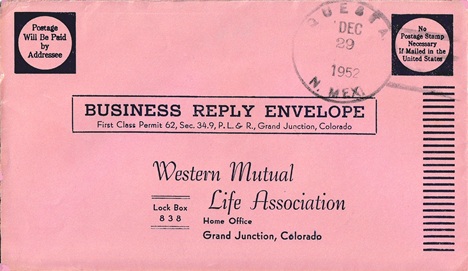 Postage
Will Be Paid
by
Addressee
QUESTA
DEC
29
1952
N. MEX.
No
Postage Stamp
Necessary
If Mailed in the
United States
BUSINESS REPLY ENVELOPE
First Class Permit 62, Sec. 34.9, P. L. & R., Grand Junction, Colorado
Western Mutual
Life Association
Lock Box
838
Home Office
Grand Junction, Colorado